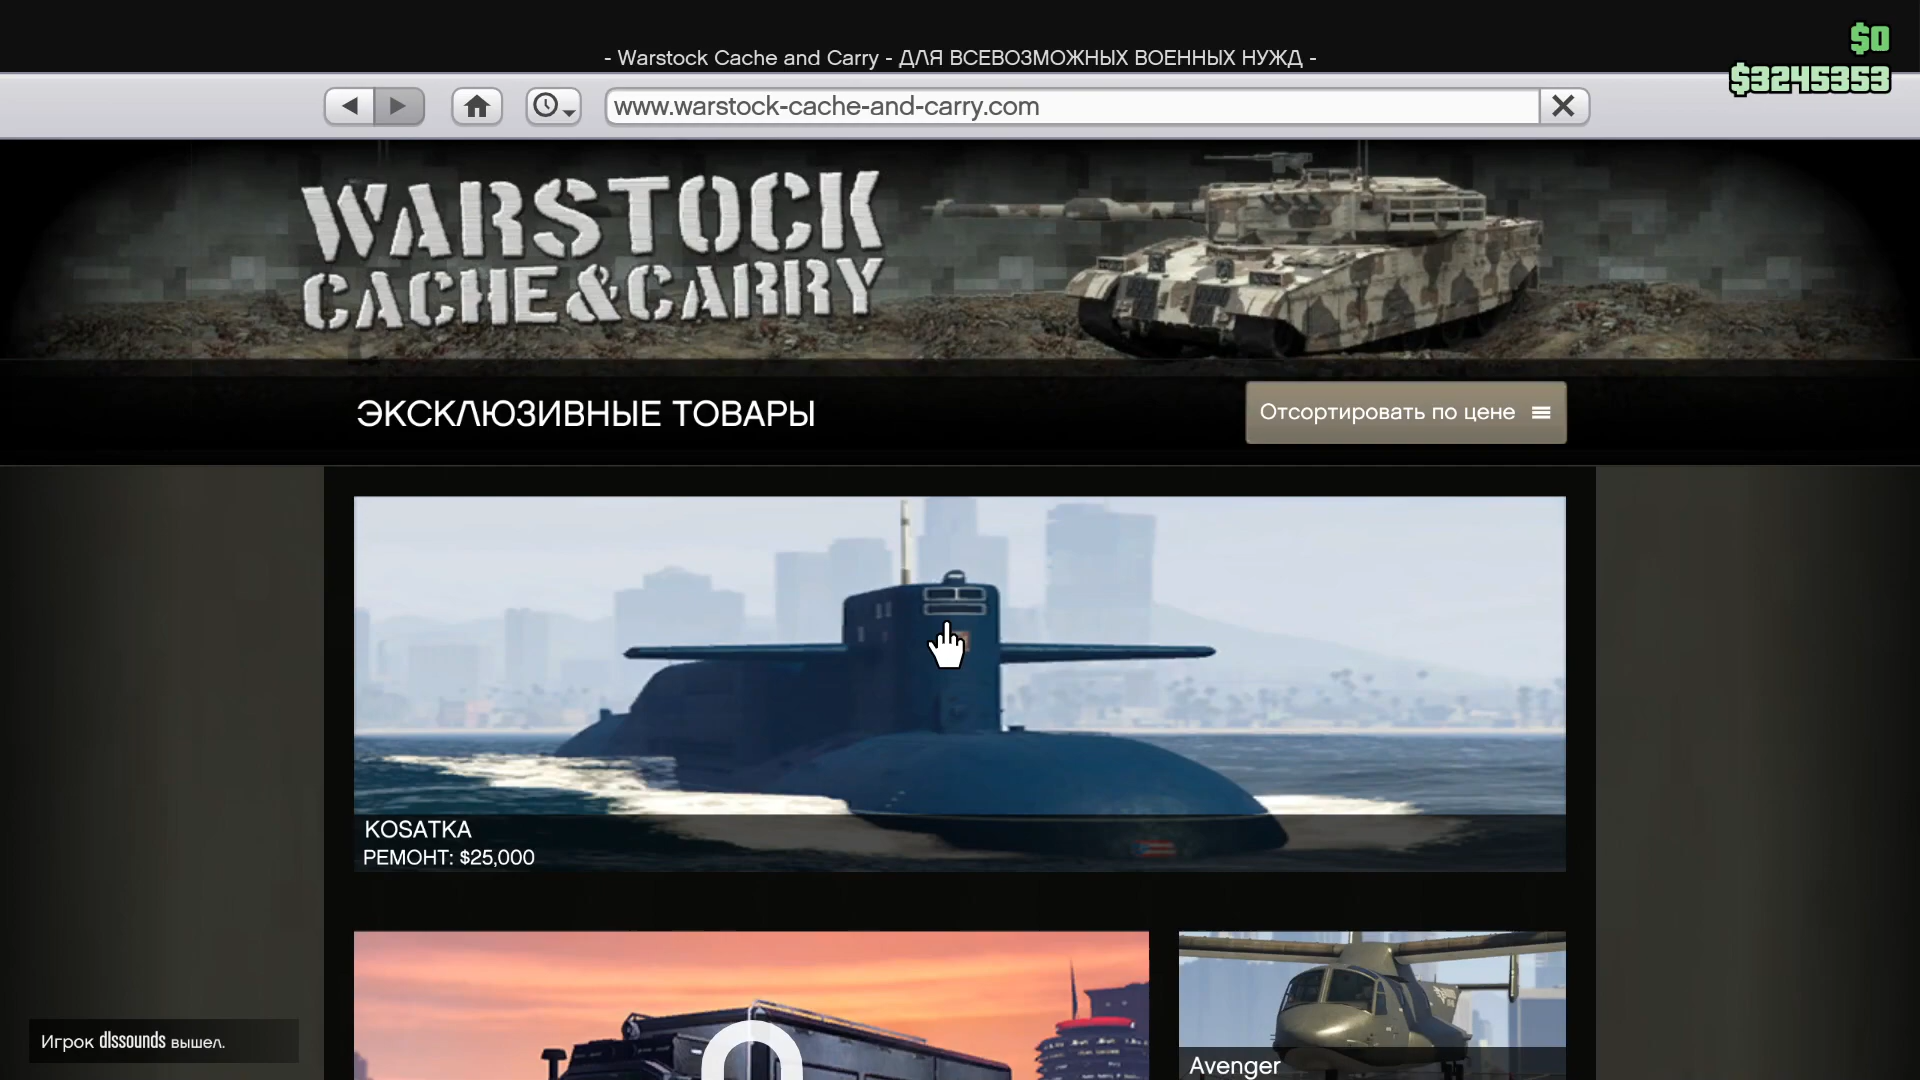 - Warstock Cache and Carry - ДЛЯ ВСЕВОЗМОЖНЫХ ВОЕННЫХ НУЖД -
$0
$3245353
www.warstock-cache-and-carry.com
WARSTOCK
CACHE&CARRY
ЭКСКЛЮЗИВНЫЕ ТОВАРЫ
Отсортировать по цене
KOSATKA
РЕМОНТ: $25,000
Avenger
Игрок dlssounds вышел.